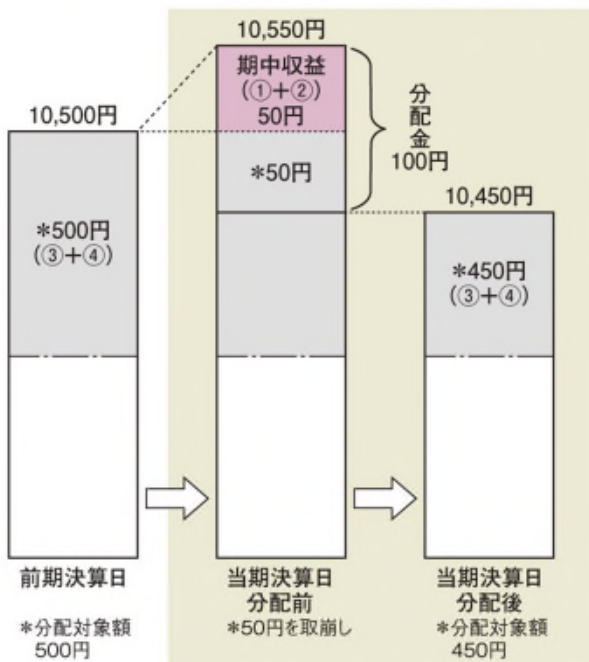 10,500円
*500円
(③+④)
前期決算日
*分配対象額
500円
10,550円
期中収益
(①+②)
50円
*50円
分配金
100円
当期決算日
分配前
*50円を取崩し
10,450円
*450円
(③+④)
当期決算日
分配後
*分配対象額
450円